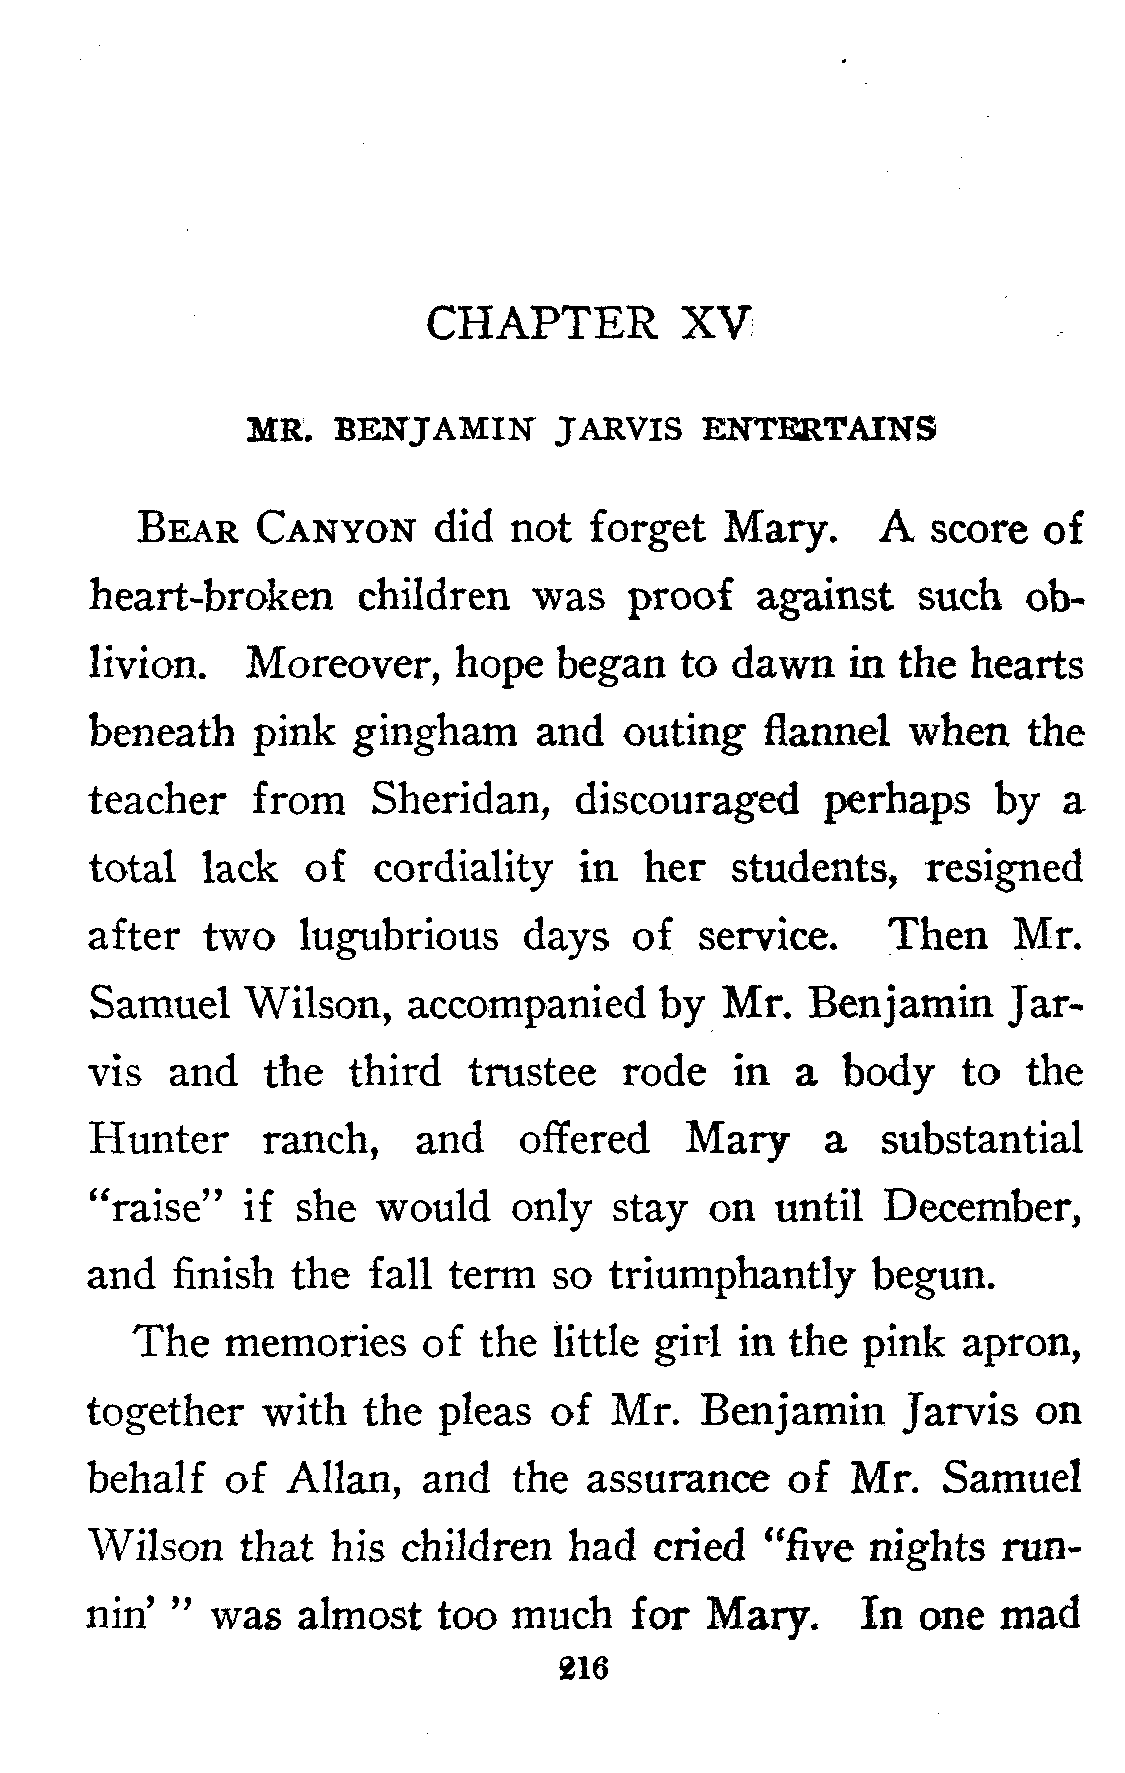 CHAPTER XV
MR. BENJAMIN JARVIS ENTERTAINS
BEAR CANYON did not forget Mary. A score of
heart-broken children was proof against such ob-
livion. Moreover, hope began to dawn in the hearts
beneath pink gingham and outing flannel when the
teacher from Sheridan, discouraged perhaps by a
total lack of cordiality in her students, resigned
after two lugubrious days of service. Then Mr.
Samuel Wilson, accompanied by Mr. Benjamin Jar-
vis and the third trustee rode in a body to the
Hunter ranch, and offered Mary a substantial
“raise” if she would only stay on until December,
and finish the fall term so triumphantly begun.
The memories of the little girl in the pink apron,
together with the pleas of Mr. Benjamin Jarvis on
behalf of Allan, and the assurance of Mr. Samuel
Wilson that his children had cried “five nights run-
nin’ ” was almost too much for Mary. In one mad
216